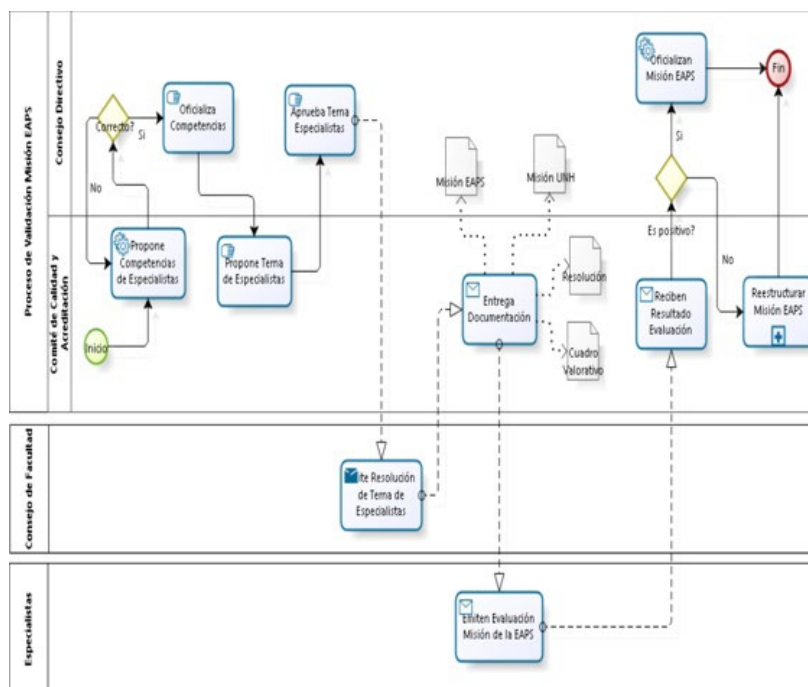 Proceso de Validación Misión EAPS
Consejo Directivo
Correcto?
Si
No
Oficializa
Competencias
Aprueba Terna
Especialistas
Misión EAPS
Misión UNH
Oficializan
Misión EAPS
Fin
Si
Es positivo?
No
Comité de Calidad y
Acreditación
Inicio
Propone
Competencias
de Especialistas
Propone Terna
de Especialistas
Entrega
Documentación
Resolución
Cuadro
Valorativo
Reciben
Resultado
Evaluación
Reestructurar
Misión EAPS
Consejo de Facultad
ite Resolución
de Terna de
Especialistas
Especialistas
Emiten Evaluación
Misión de la EAPS